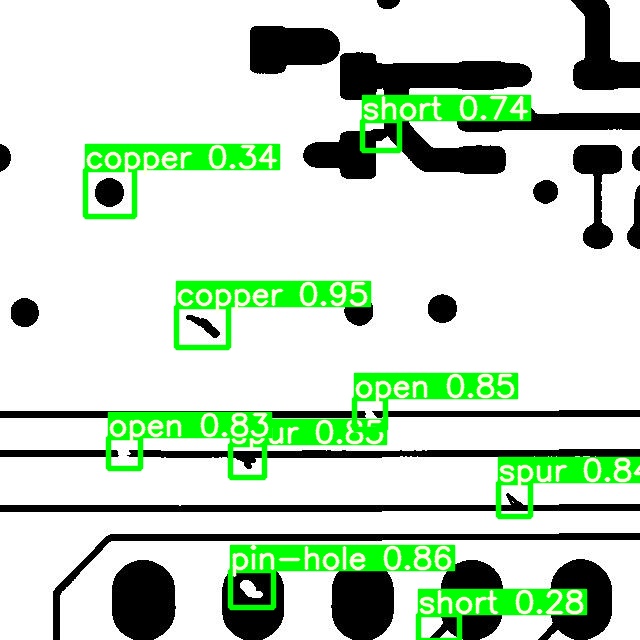 short 0.74
copper 0.34
copper 0.95
open 0.85
open 0.83
spur 0.85
spur 0.84
pin-hole 0.86
short 0.28